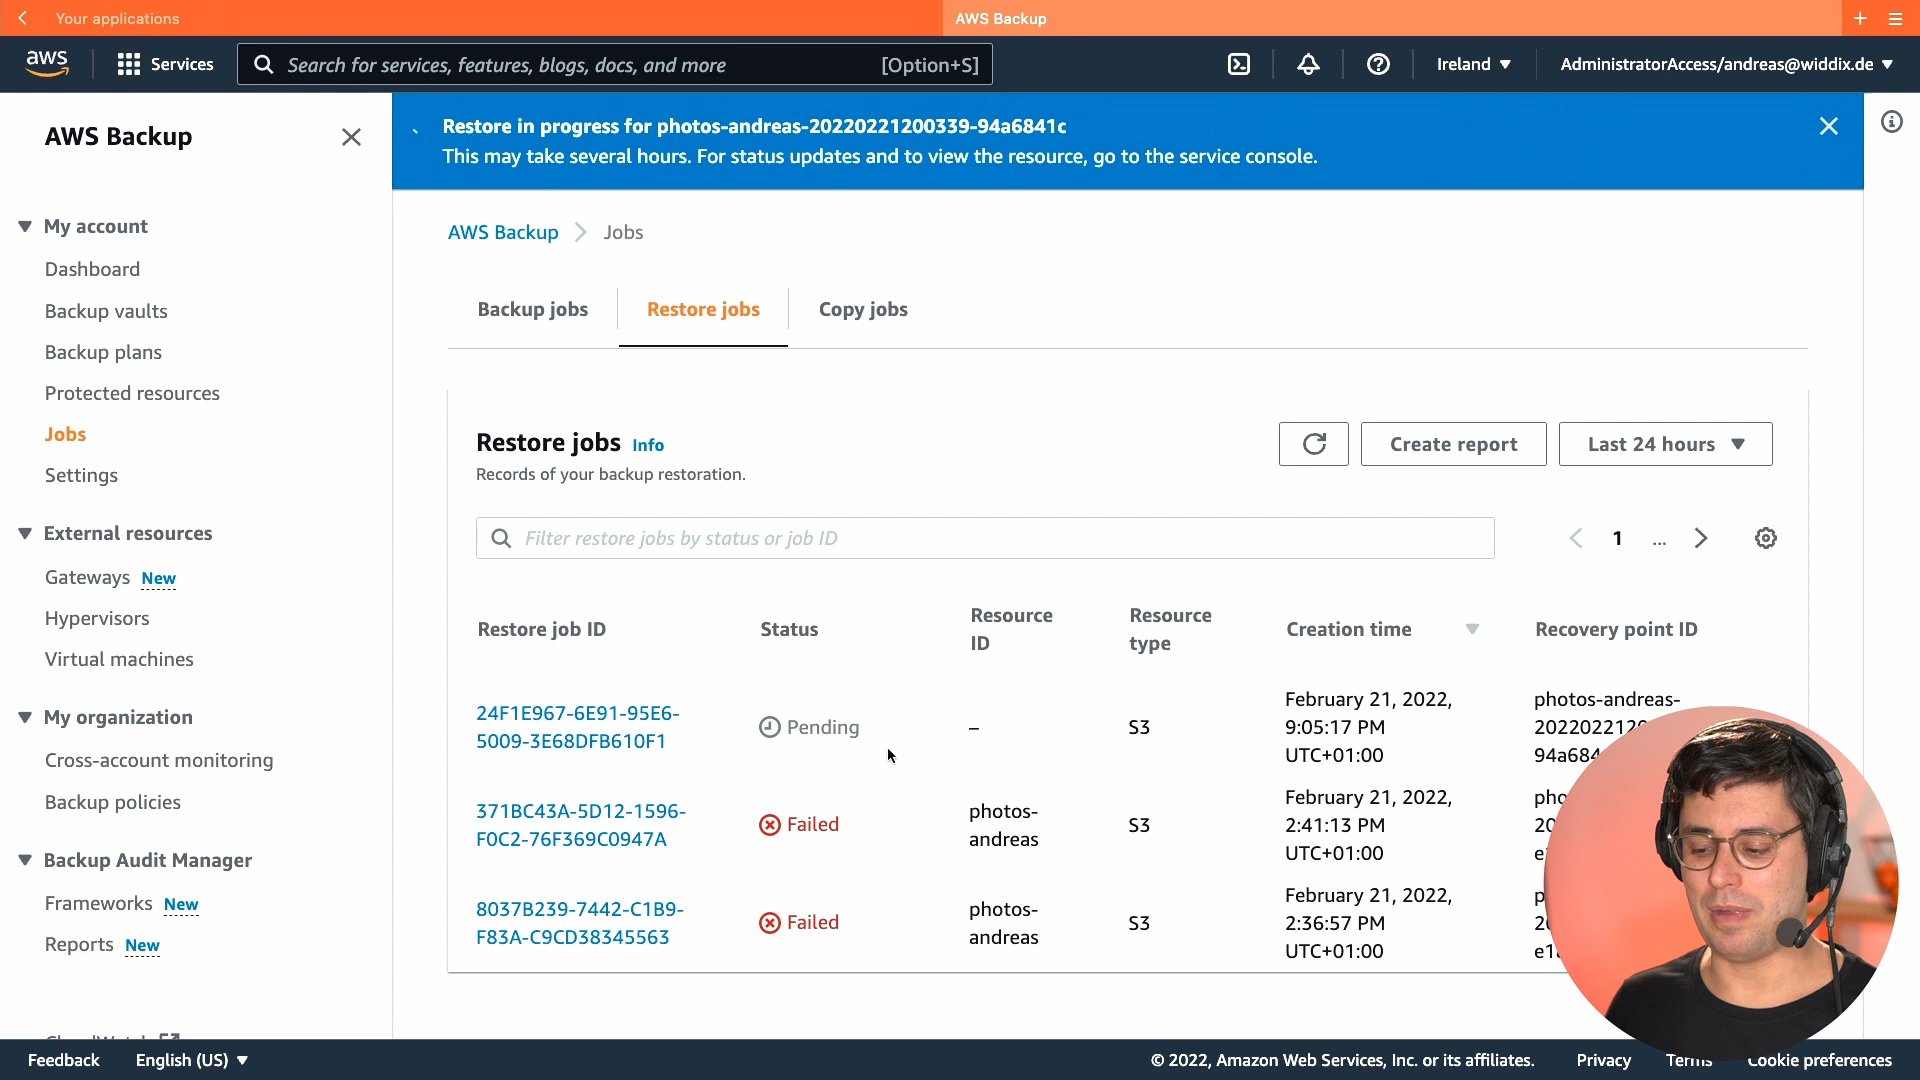 Your applications
AWS Backup
aws
Services
Search for services, features, blogs, docs, and more
[Option+S]
Ireland
AdministratorAccess/andreas@widdix.de
AWS Backup
Restore in progress for photos-andreas-20220221200339-94a6841c
This may take several hours. For status updates and to view the resource, go to the service console.
My account
Dashboard
Backup vaults
Backup plans
Protected resources
Jobs
Settings
External resources
Gateways New
Hypervisors
Virtual machines
My organization
Cross-account monitoring
Backup policies
Backup Audit Manager
Frameworks New
Reports New
AWS Backup > Jobs
Backup jobs
Restore jobs
Copy jobs
Restore jobs Info
Records of your backup restoration.
Create report
Last 24 hours
Filter restore jobs by status or job ID
1
...
Restore job ID
Status
Resource
ID
Resource
type
Creation time
Recovery point ID
24F1E967-6E91-95E6-
5009-3E68DFB610F1
Pending
–
S3
February 21, 2022,
9:05:17 PM
UTC+01:00
photos-andreas-
371BC43A-5D12-1596-
F0C2-76F369C0947A
Failed
photos-
andreas
S3
February 21, 2022,
2:41:13 PM
UTC+01:00
8037B239-7442-C1B9-
F83A-C9CD38345563
Failed
photos-
andreas
S3
February 21, 2022,
2:36:57 PM
UTC+01:00
Feedback
English (US)
© 2022, Amazon Web Services, Inc. or its affiliates.
Privacy
Terms
Cookie preferences